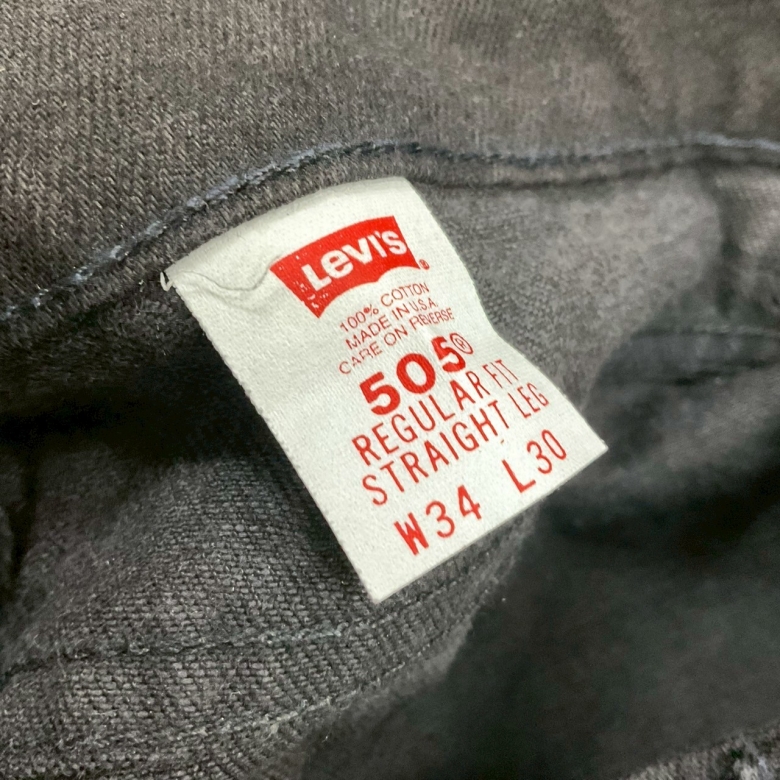 Levi's®
100% COTTON
MADE IN U.S.A.
CARE ON REVERSE
505®
REGULAR FIT
STRAIGHT LEG
W34 L30